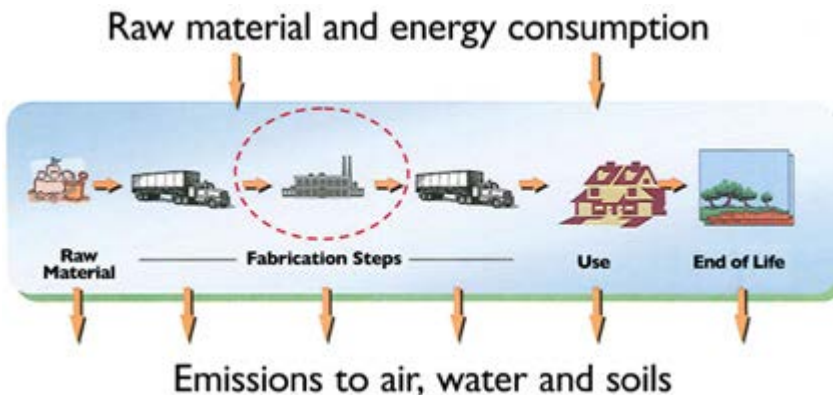 Raw material and energy consumption
Raw
Material
Fabrication Steps
Use
End of Life
Emissions to air, water and soils